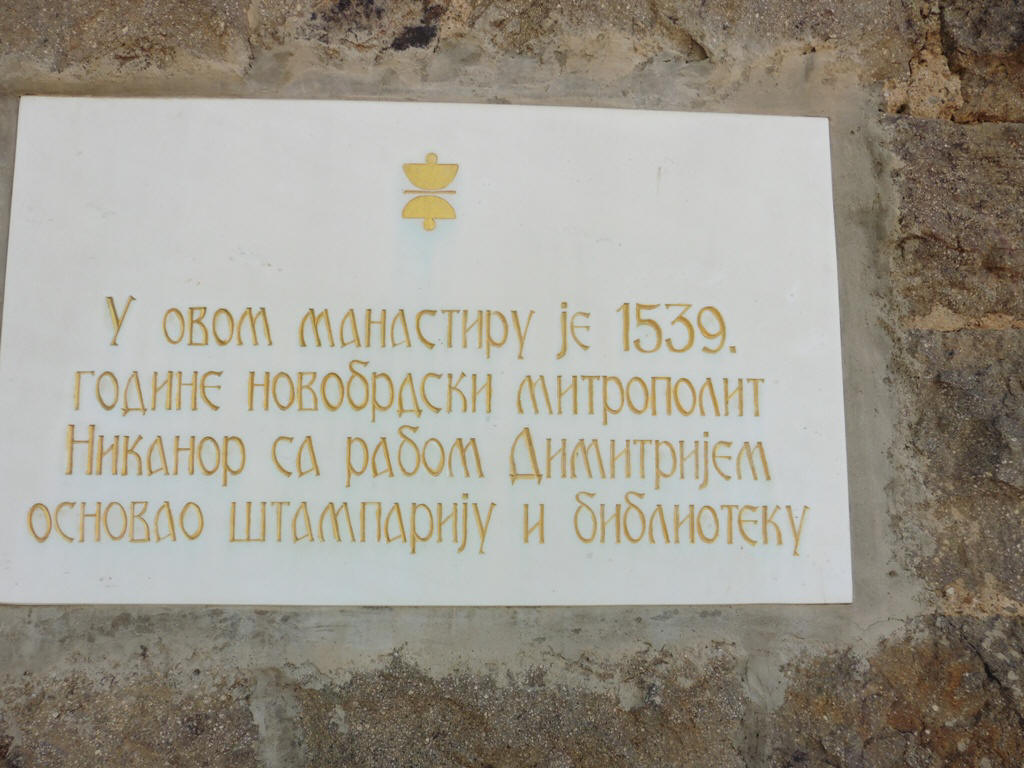 У овом манастиру је 1539.
године новобрдски митрополит
Никанор са рабом Димитријем
основао штампарију и библиотеку